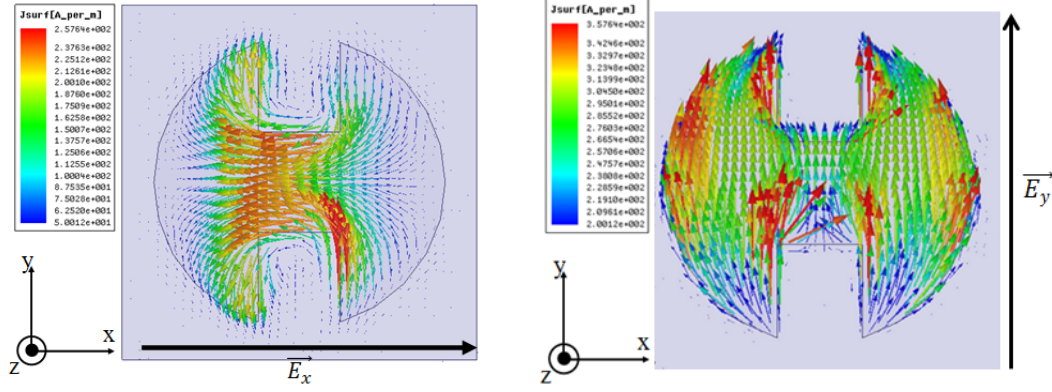 Jsurf[A_per_m]
2.5764e+002
2.3763e+002
2.2512e+002
2.1261e+002
2.0010e+002
1.8760e+002
1.7509e+002
1.6258e+002
1.5007e+002
1.3757e+002
1.2506e+002
1.1255e+002
1.0004e+002
8.7535e+001
7.5028e+001
6.2520e+001
5.0012e+001
y
x
z
E_x
Jsurf[A_per_m]
3.5764e+002
3.4246e+002
3.3297e+002
3.2348e+002
3.1399e+002
3.0450e+002
2.9501e+002
2.8552e+002
2.7603e+002
2.6654e+002
2.5706e+002
2.4757e+002
2.3808e+002
2.2859e+002
2.1910e+002
2.0961e+002
2.0012e+002
E_y
y
x
z